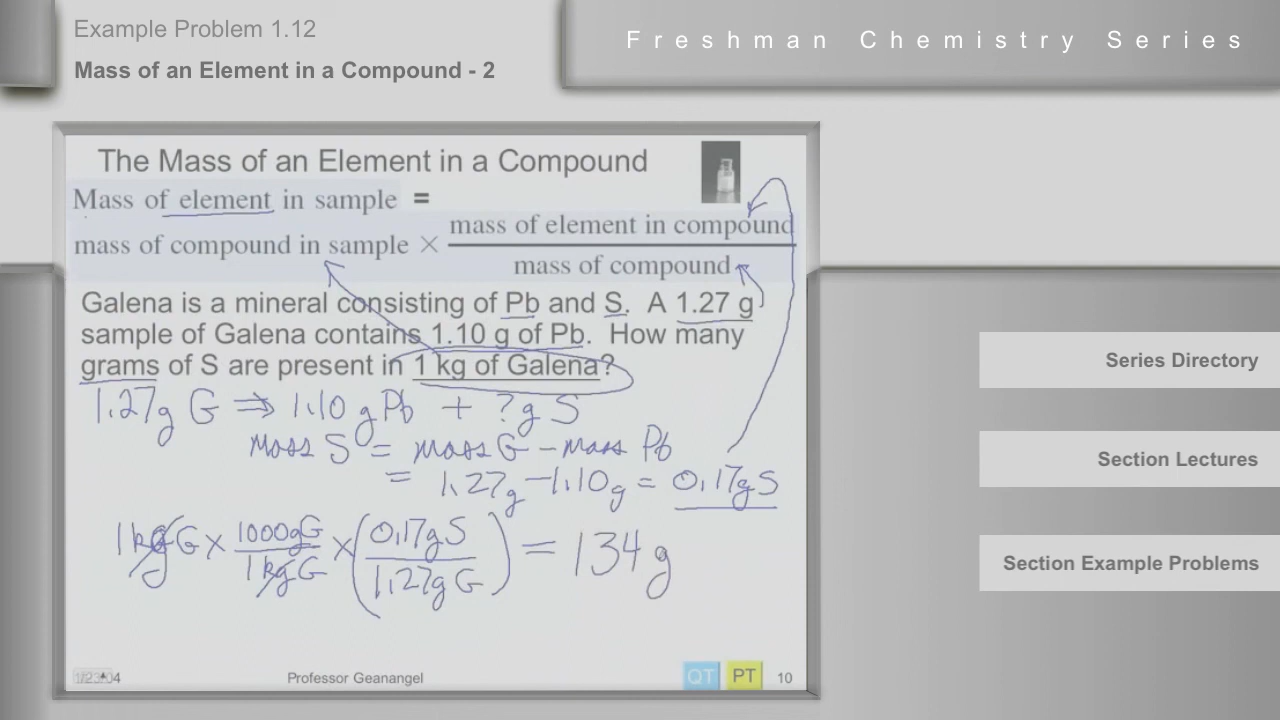 Example Problem 1.12
Mass of an Element in a Compound - 2
Freshman Chemistry Series
The Mass of an Element in a Compound
Mass of element in sample =
mass of compound in sample × mass of element in compound
mass of compound
Galena is a mineral consisting of Pb and S. A 1.27 g
sample of Galena contains 1.10 g of Pb. How many
grams of S are present in 1 kg of Galena?
1.27g G ⇒ 1.10 g Pb + ? g S
Mass S = mass G - mass Pb
= 1.27g - 1.10g = 0.17g S
1kg G × 1000g G / 1kg G × (0.17g S / 1.27g G) = 134 g
Professor Geanangel
QT PT 10
Series Directory
Section Lectures
Section Example Problems